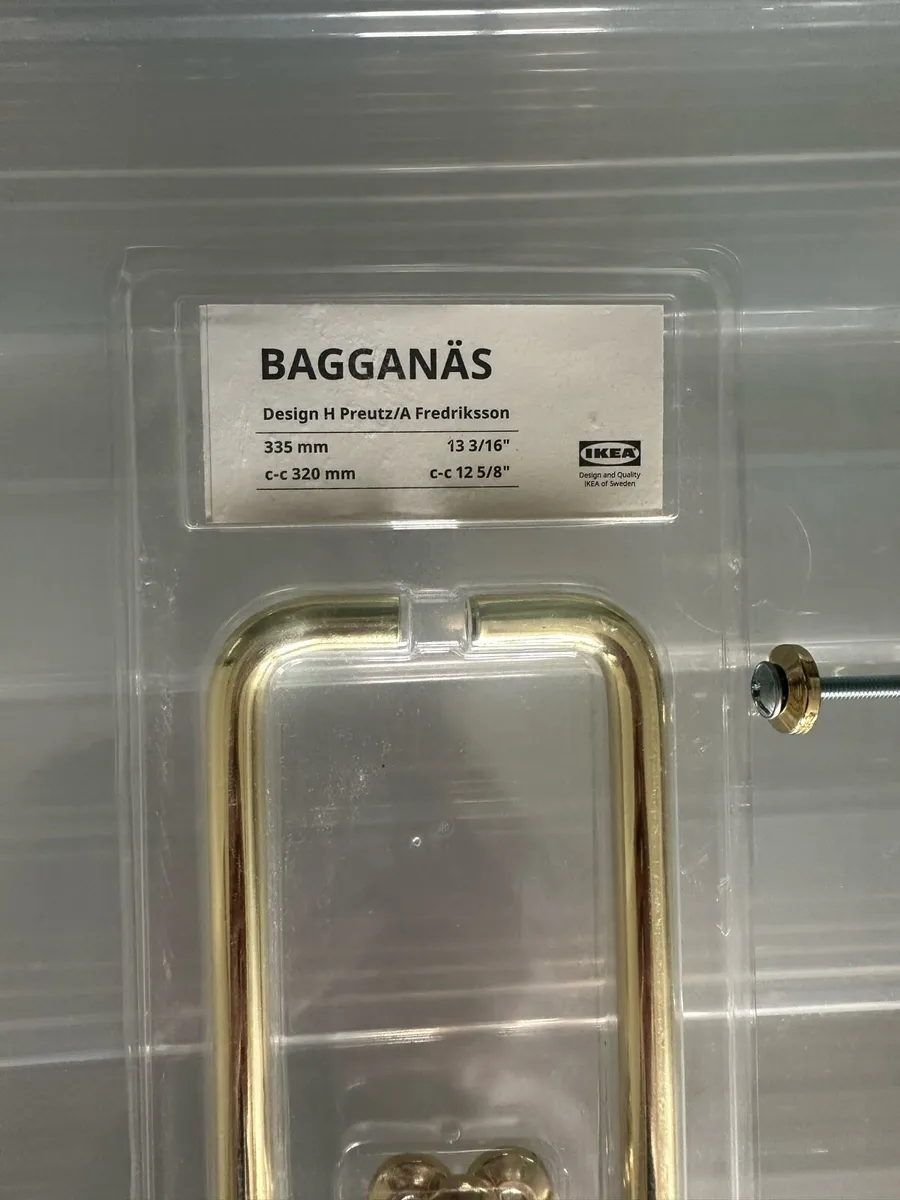 BAGGANÄS
Design H Preutz/A Fredriksson
335 mm 13 3/16"
c-c 320 mm c-c 12 5/8"
IKEA
Design and Quality
IKEA of Sweden